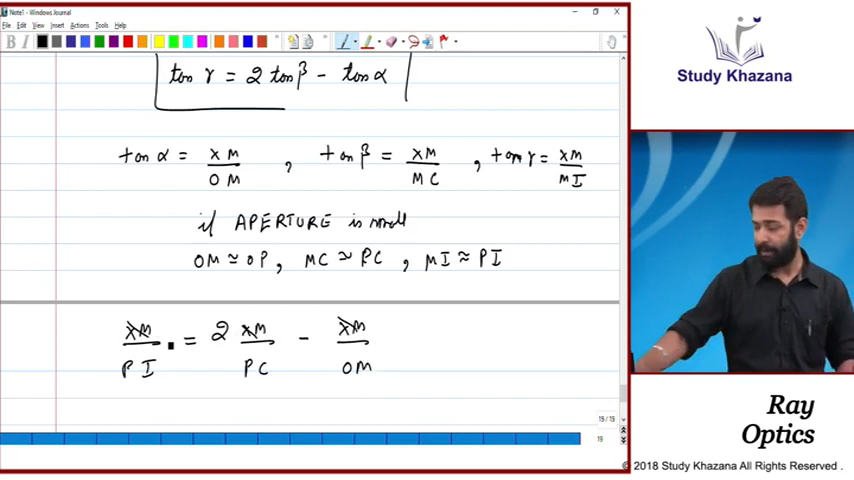 Note1 - Windows Journal
File Edit View Insert Actions Tools Help
B I
Study Khazana
tan γ = 2 tan β - tan α
tan α = XM/OM , tan β = XM/MC , tan γ = XM/MI
if APERTURE is small
OM ≈ OP, MC ≈ PC, MI ≈ PI
XM/PI = 2 XM/PC - XM/OM
19/19
19
Ray
Optics
© 2018 Study Khazana All Rights Reserved .